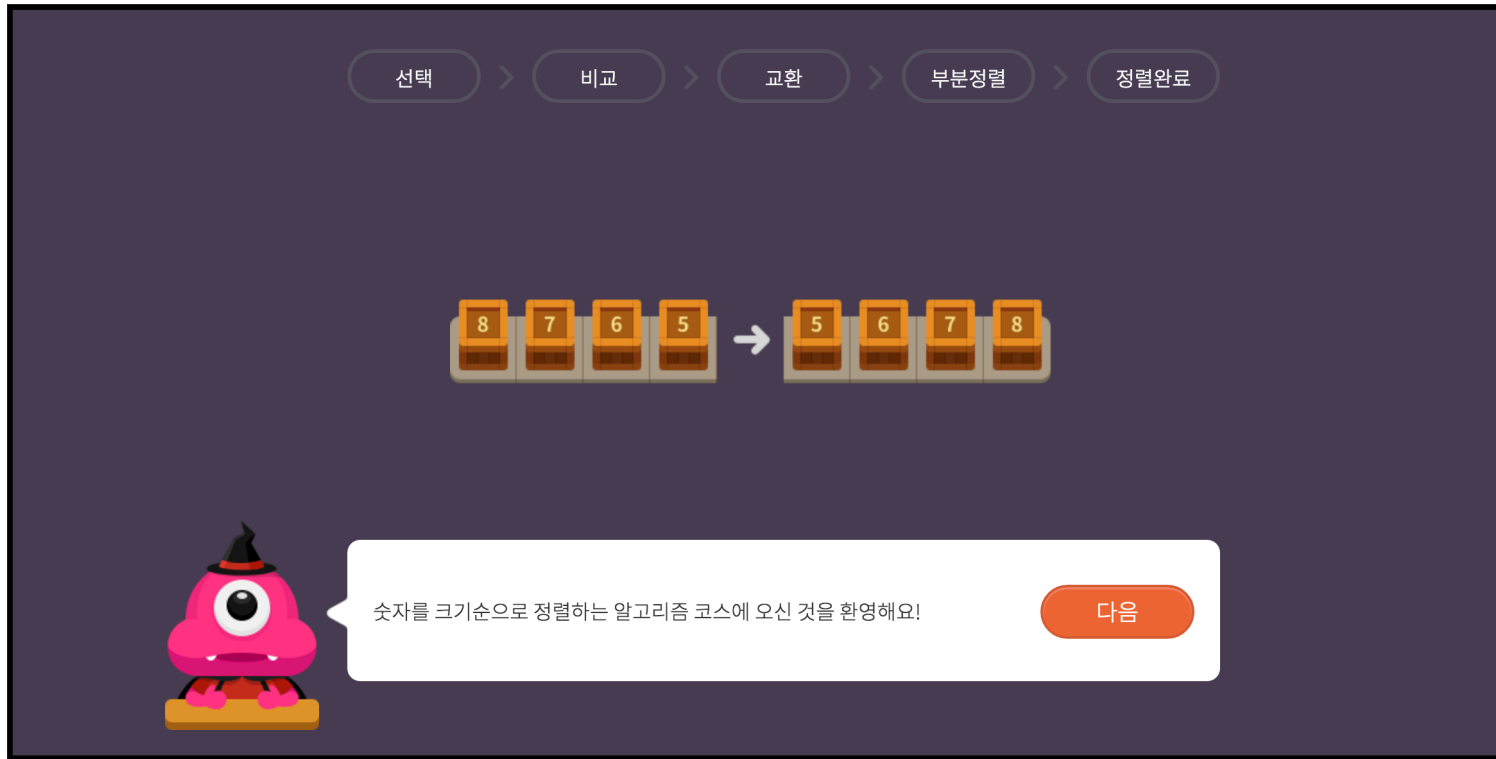 선택 > 비교 > 교환 > 부분정렬 > 정렬완료
8 7 6 5 → 5 6 7 8
숫자를 크기순으로 정렬하는 알고리즘 코스에 오신 것을 환영해요!
다음